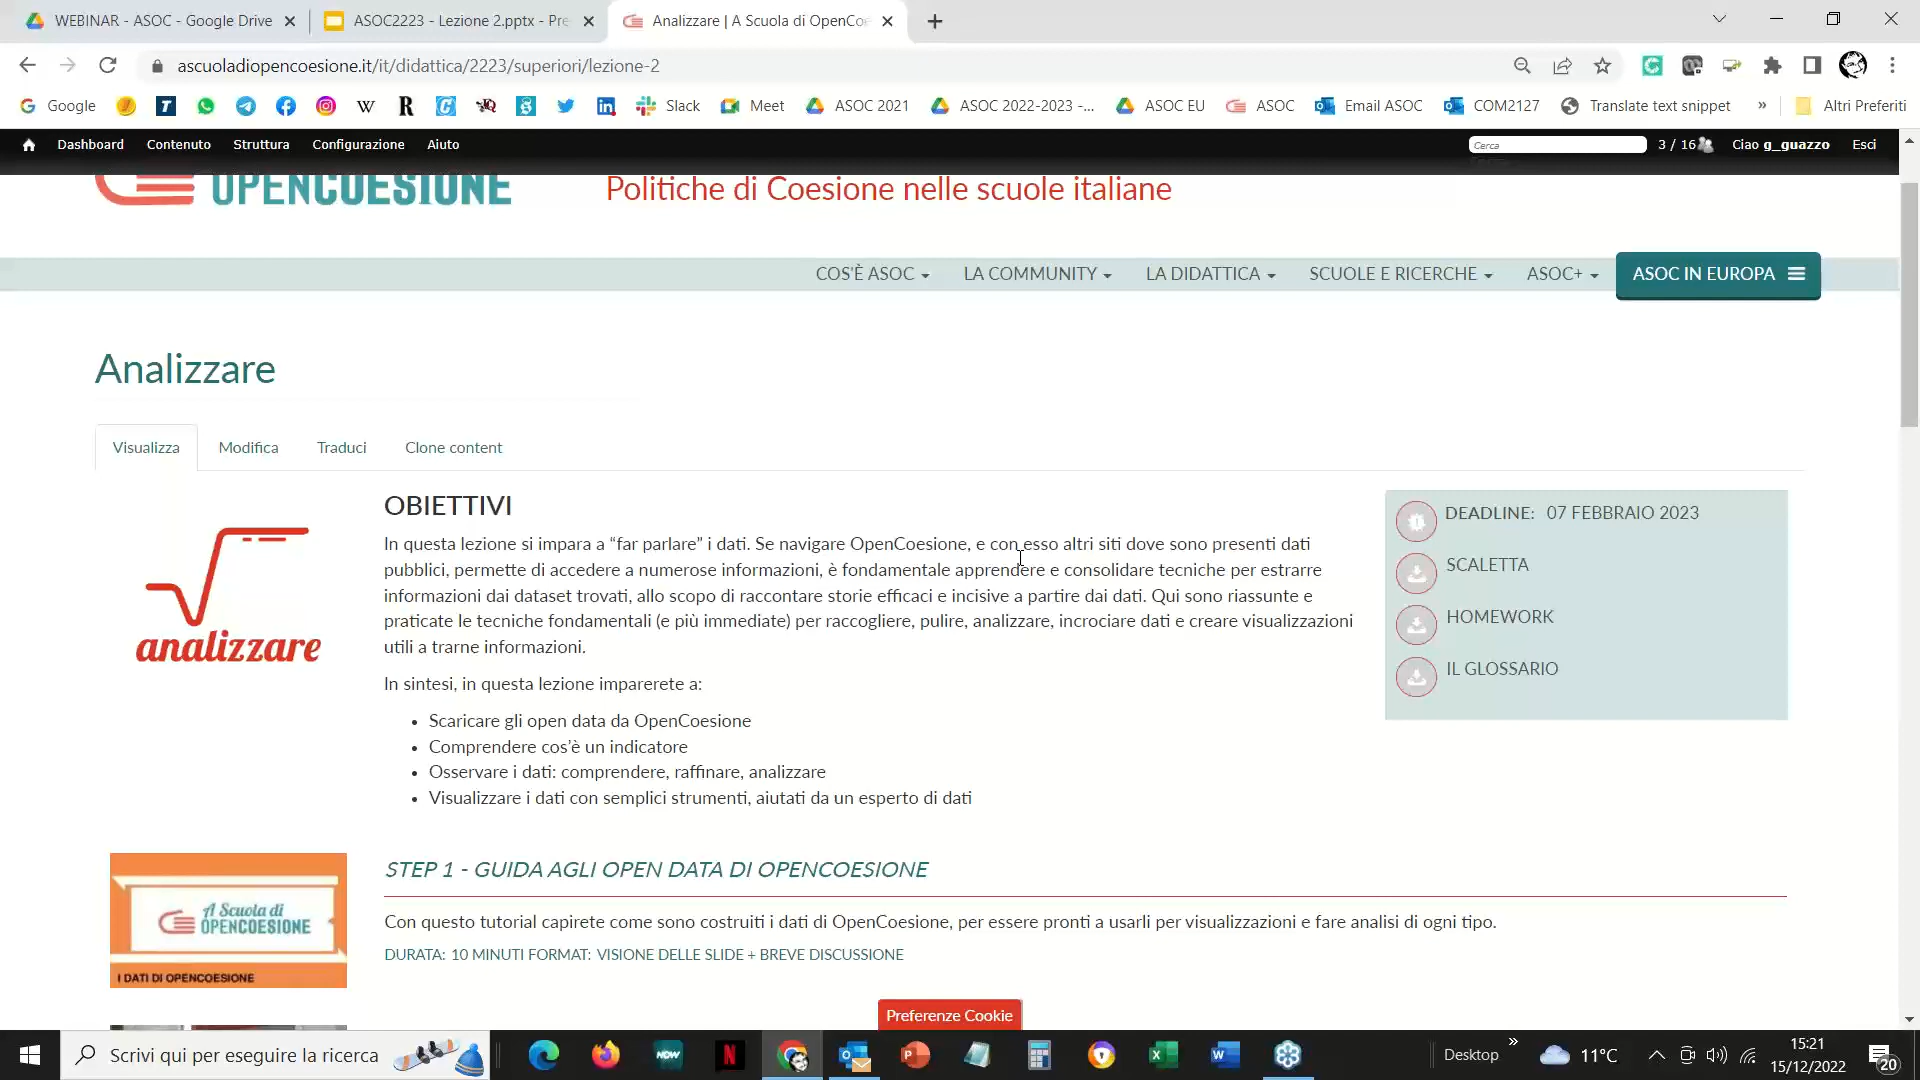 WEBINAR - ASOC - Google Drive
ASOC2223 - Lezione 2.pptx - Pre
Analizzare | A Scuola di OpenCoe
ascuoladiopencoesione.it/it/didattica/2223/superiori/lezione-2
Google
Slack
Meet
ASOC 2021
ASOC 2022-2023 -...
ASOC EU
ASOC
Email ASOC
COM2127
Translate text snippet
»
Altri Preferiti
Dashboard
Contenuto
Struttura
Configurazione
Aiuto
Cerca
3 / 16
Ciao g_guazzo
Esci
OPENCOESIONE
Politiche di Coesione nelle scuole italiane
COS'È ASOC
LA COMMUNITY
LA DIDATTICA
SCUOLE E RICERCHE
ASOC+
ASOC IN EUROPA
Analizzare
Visualizza
Modifica
Traduci
Clone content
analizzare
OBIETTIVI
In questa lezione si impara a “far parlare” i dati. Se navigare OpenCoesione, e con esso altri siti dove sono presenti dati
pubblici, permette di accedere a numerose informazioni, è fondamentale apprendere e consolidare tecniche per estrarre
informazioni dai dataset trovati, allo scopo di raccontare storie efficaci e incisive a partire dai dati. Qui sono riassunte e
praticate le tecniche fondamentali (e più immediate) per raccogliere, pulire, analizzare, incrociare dati e creare visualizzazioni
utili a trarne informazioni.
In sintesi, in questa lezione imparerete a:
• Scaricare gli open data da OpenCoesione
• Comprendere cos’è un indicatore
• Osservare i dati: comprendere, raffinare, analizzare
• Visualizzare i dati con semplici strumenti, aiutati da un esperto di dati
DEADLINE: 07 FEBBRAIO 2023
SCALETTA
HOMEWORK
IL GLOSSARIO
A Scuola di
OPENCOESIONE
I DATI DI OPENCOESIONE
STEP 1 - GUIDA AGLI OPEN DATA DI OPENCOESIONE
Con questo tutorial capirete come sono costruiti i dati di OpenCoesione, per essere pronti a usarli per visualizzazioni e fare analisi di ogni tipo.
DURATA: 10 MINUTI FORMAT: VISIONE DELLE SLIDE + BREVE DISCUSSIONE
Preferenze Cookie
Scrivi qui per eseguire la ricerca
NOW
Desktop
»
11°C
15:21
15/12/2022
20